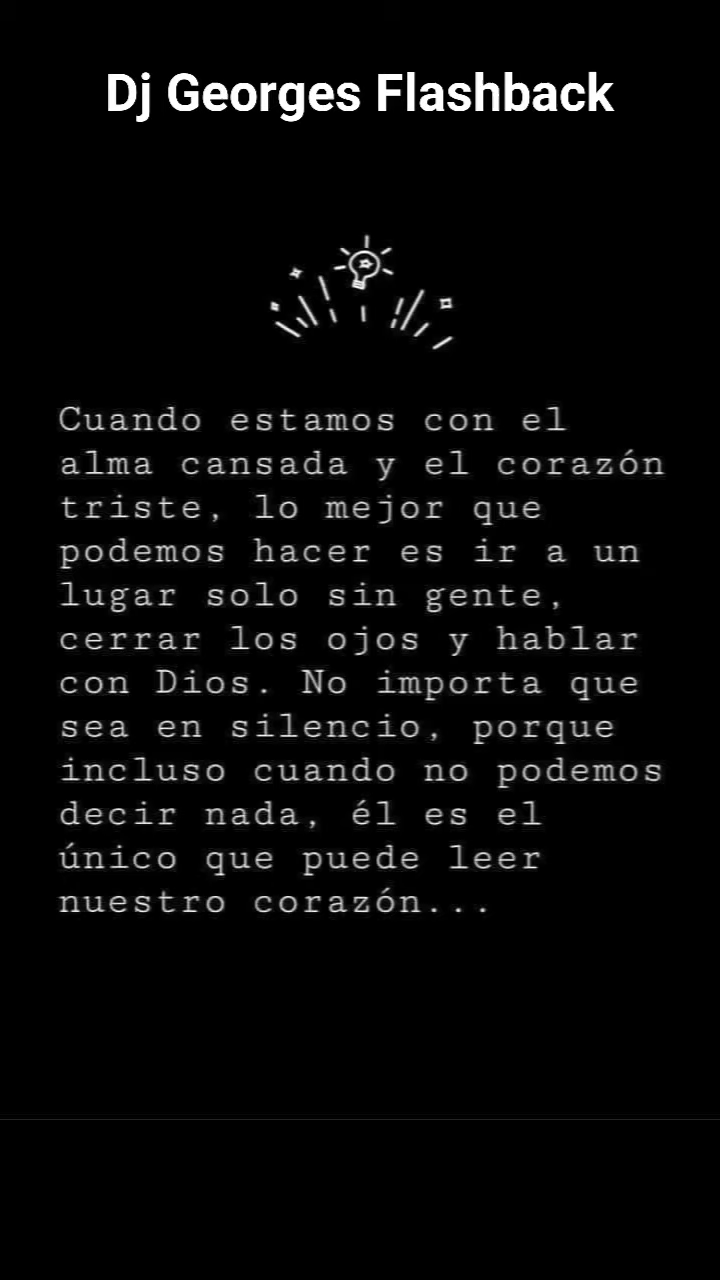 Dj Georges Flashback
Cuando estamos con el
alma cansada y el corazón
triste, lo mejor que
podemos hacer es ir a un
lugar solo sin gente,
cerrar los ojos y hablar
con Dios. No importa que
sea en silencio, porque
incluso cuando no podemos
decir nada, él es el
único que puede leer
nuestro corazón...